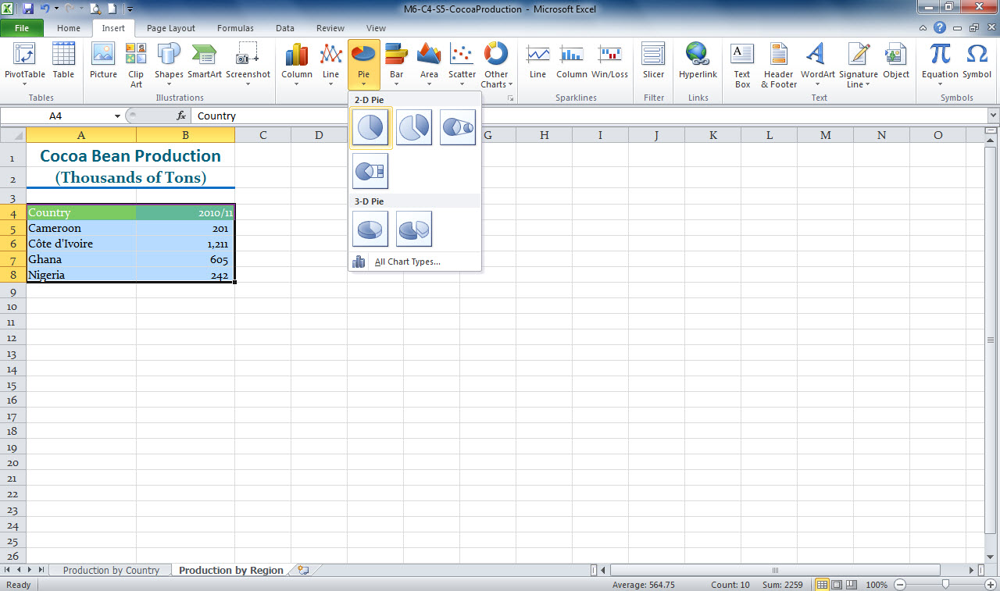 M6-C4-S5-CocoaProduction - Microsoft Excel
File Home Insert Page Layout Formulas Data Review View
PivotTable Table Picture Clip Art Shapes SmartArt Screenshot Column Line Pie Bar Area Scatter Other Charts Line Column Win/Loss Slicer Hyperlink Text Box Header & Footer WordArt Signature Line Object Equation Symbol
Tables Illustrations Sparklines Filter Links Text Symbols
A4 fx Country
2-D Pie
3-D Pie
All Chart Types...
A B C D G H I J K L M N O
1 Cocoa Bean Production
2 (Thousands of Tons)
3
4 Country 2010/11
5 Cameroon 201
6 Côte d'Ivoire 1,211
7 Ghana 605
8 Nigeria 242
9
10
11
12
13
14
15
16
17
18
19
20
21
22
23
24
25
26
Production by Country Production by Region
Ready Average: 564.75 Count: 10 Sum: 2259 100%